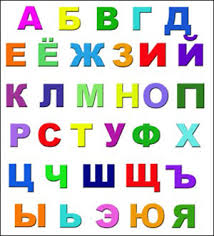 А Б В Г Д
Е Ё Ж З И Й
К Л М Н О П
Р С Т У Ф Х
Ц Ч Ш Щ Ъ
Ы Ь Э Ю Я